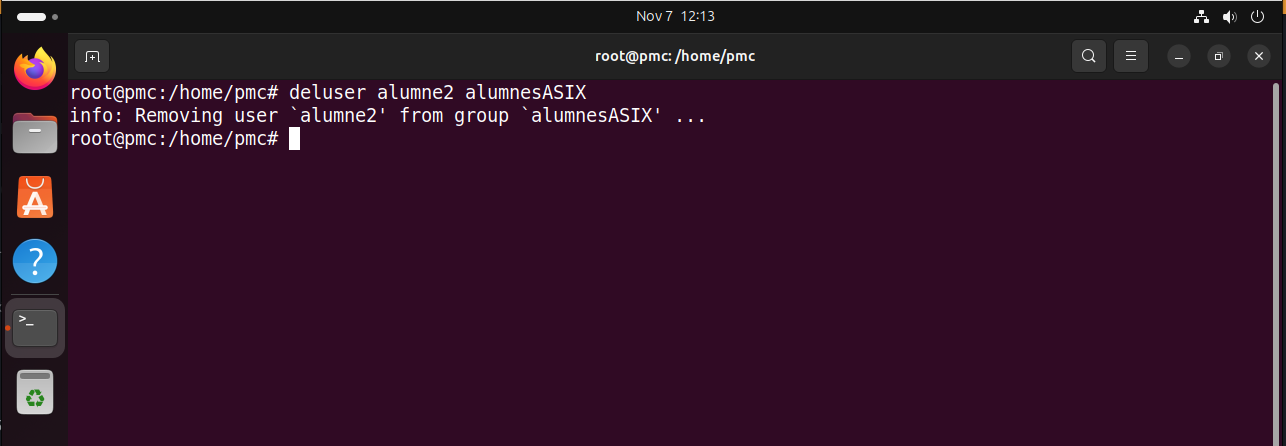 Nov 7 12:13
root@pmc: /home/pmc
root@pmc:/home/pmc# deluser alumne2 alumnesASIX
info: Removing user `alumne2' from group `alumnesASIX' ...
root@pmc:/home/pmc#